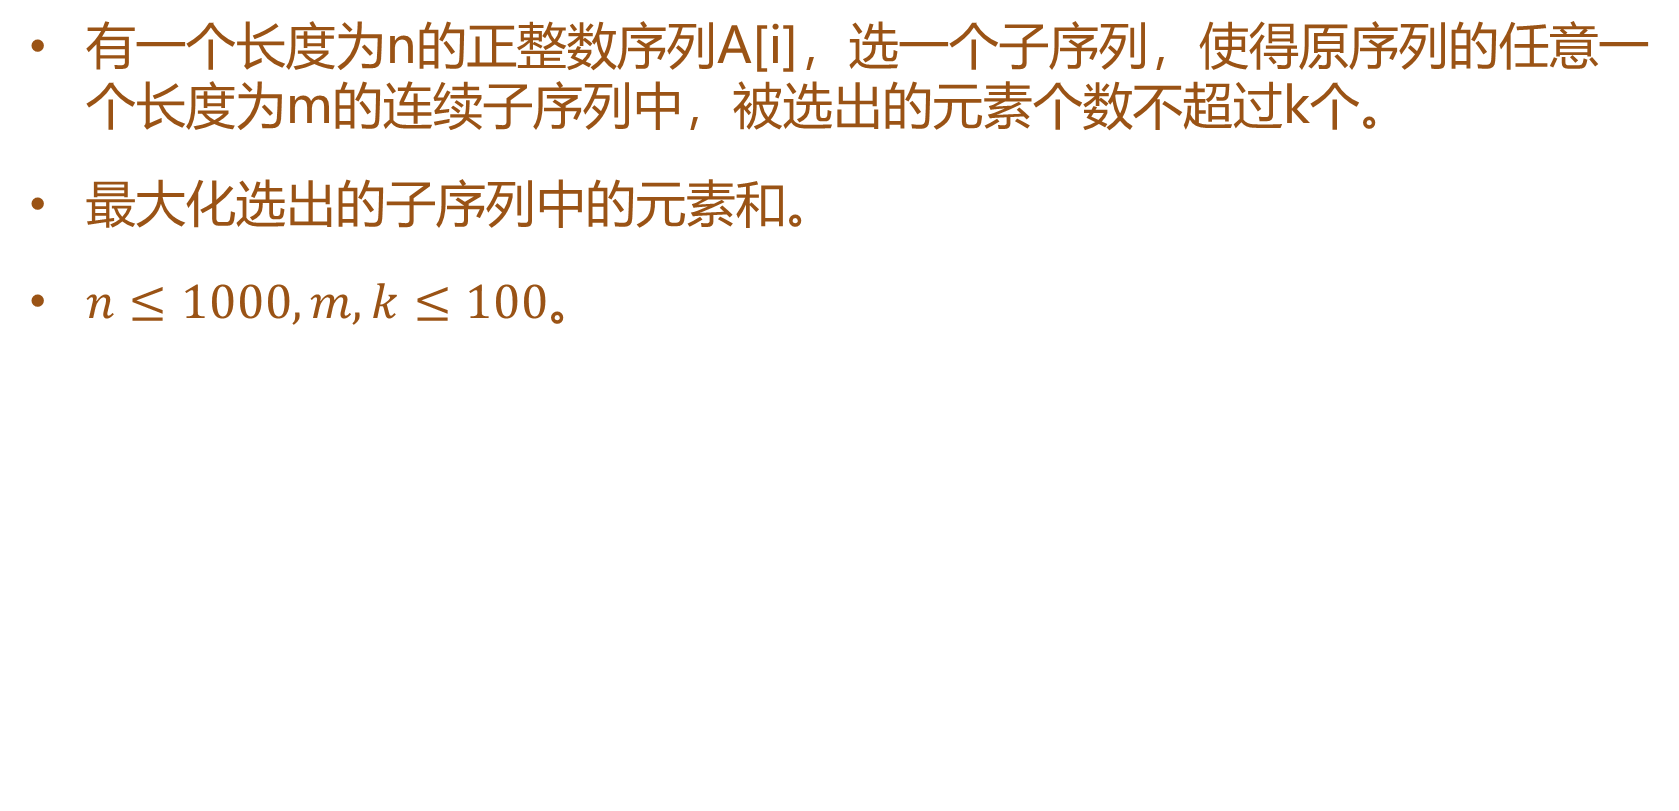 • 有一个长度为n的正整数序列A[i]，选一个子序列，使得原序列的任意一
个长度为m的连续子序列中，被选出的元素个数不超过k个。
• 最大化选出的子序列中的元素和。
• n ≤ 1000, m, k ≤ 100。